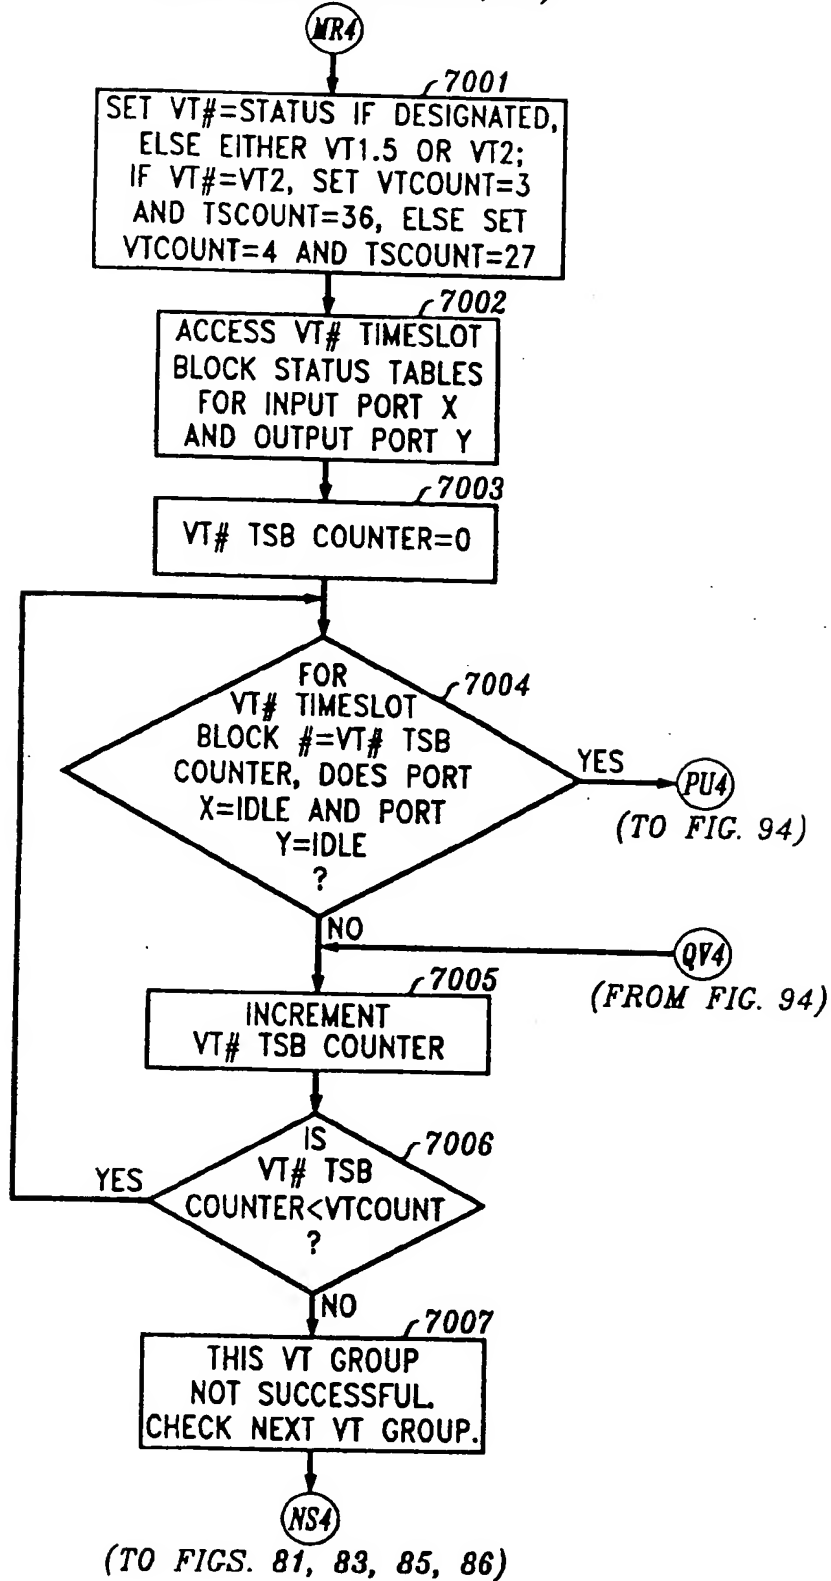 MR4
7001
SET VT#=STATUS IF DESIGNATED,
ELSE EITHER VT1.5 OR VT2;
IF VT#=VT2, SET VTCOUNT=3
AND TSCOUNT=36, ELSE SET
VTCOUNT=4 AND TSCOUNT=27
7002
ACCESS VT# TIMESLOT
BLOCK STATUS TABLES
FOR INPUT PORT X
AND OUTPUT PORT Y
7003
VT# TSB COUNTER=0
7004
FOR
VT# TIMESLOT
BLOCK #=VT# TSB
COUNTER, DOES PORT
X=IDLE AND PORT
Y=IDLE
?
YES
PU4
(TO FIG. 94)
NO
QV4
(FROM FIG. 94)
7005
INCREMENT
VT# TSB COUNTER
7006
IS
VT# TSB
COUNTER<VTCOUNT
?
YES
NO
7007
THIS VT GROUP
NOT SUCCESSFUL.
CHECK NEXT VT GROUP.
NS4
(TO FIGS. 81, 83, 85, 86)